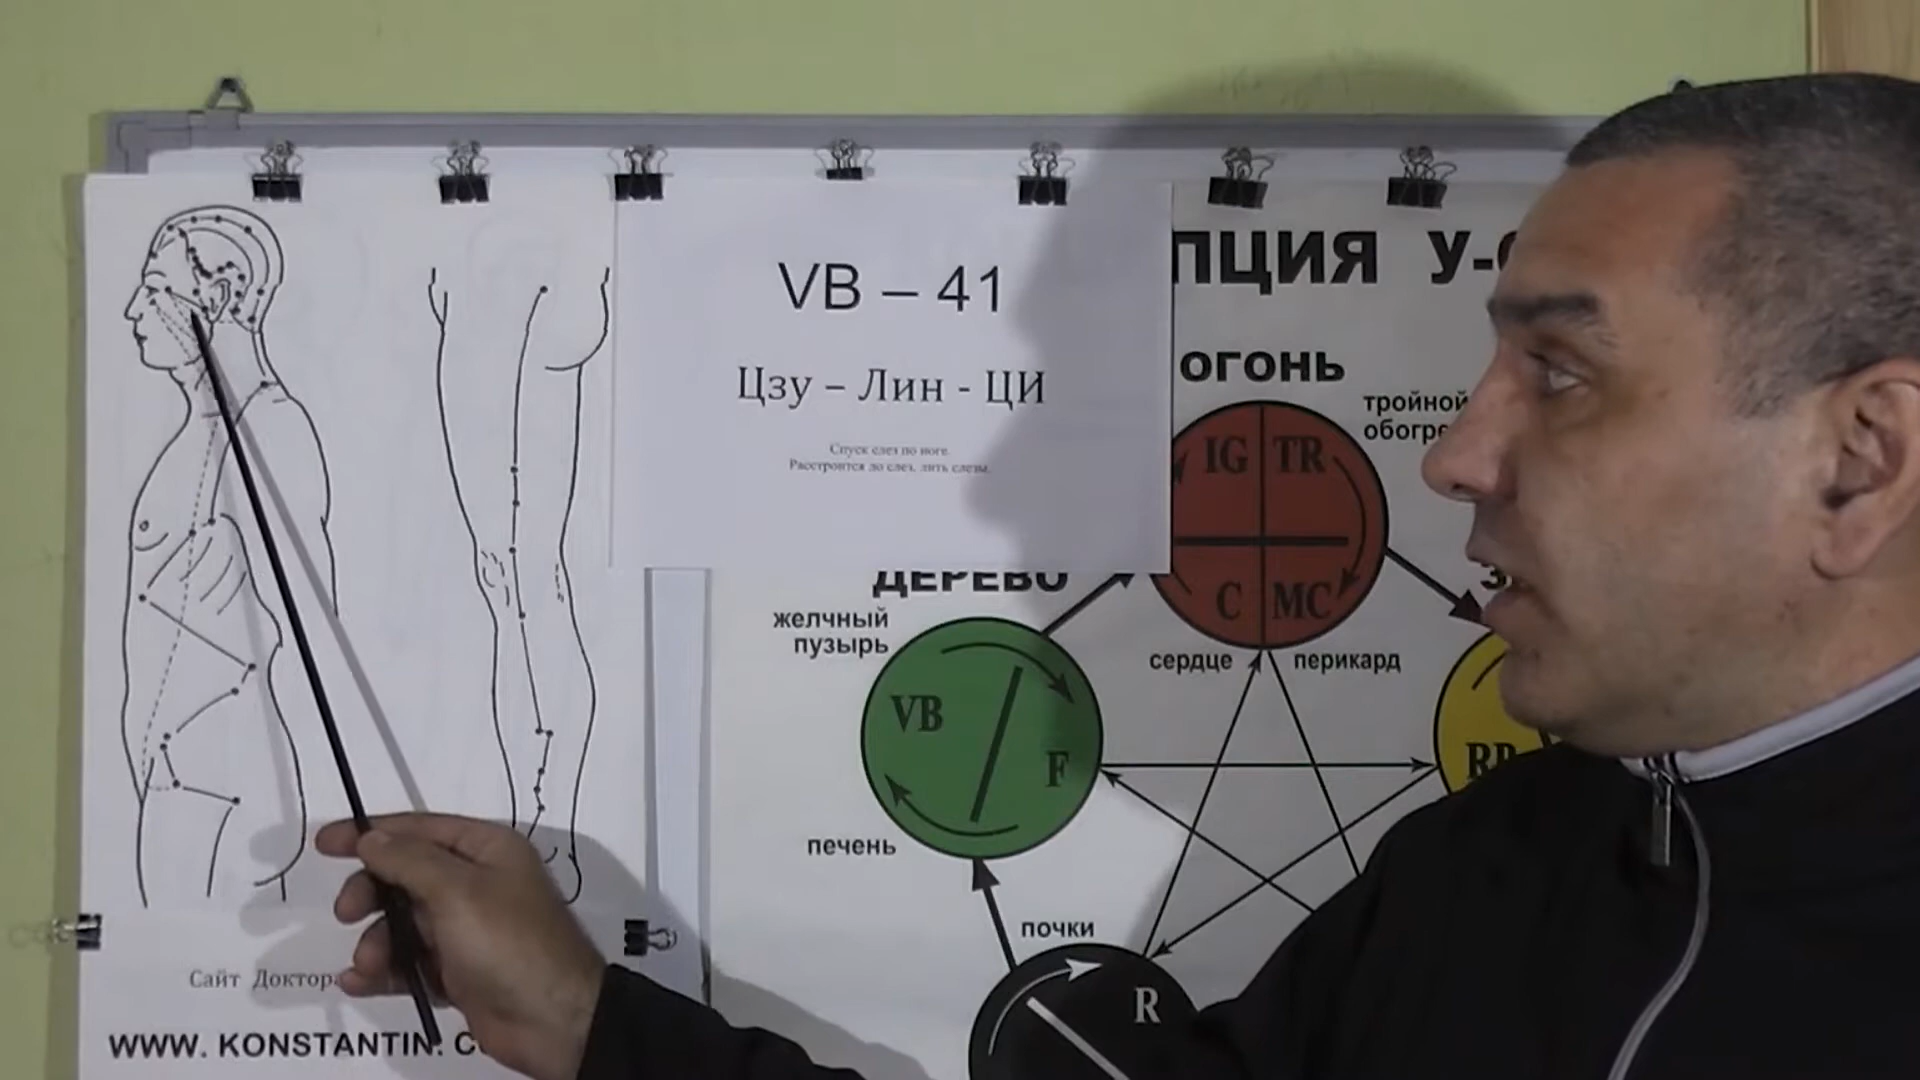 VB – 41
Цзу – Лин - ЦИ
Спуск слез по ноге.
Расстроится до слез, лить слезы.
ПЦИЯ У-С
ОГОНЬ
тройной
обогре
IG TR
C MC
сердце перикард
ДЕРЕВО
желчный
пузырь
VB
F
печень
RP
почки
R
Сайт Доктора
WWW. KONSTANTIN. C